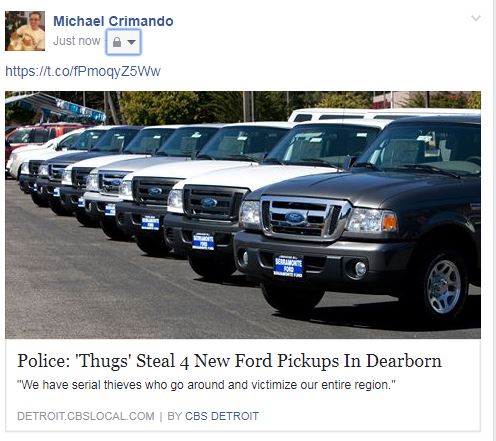 Michael Crimando
Just now
https://t.co/fPmoqyZ5Ww
SERRAMONTE
FORD
Police: 'Thugs' Steal 4 New Ford Pickups In Dearborn
"We have serial thieves who go around and victimize our entire region."
DETROIT.CBSLOCAL.COM | BY CBS DETROIT